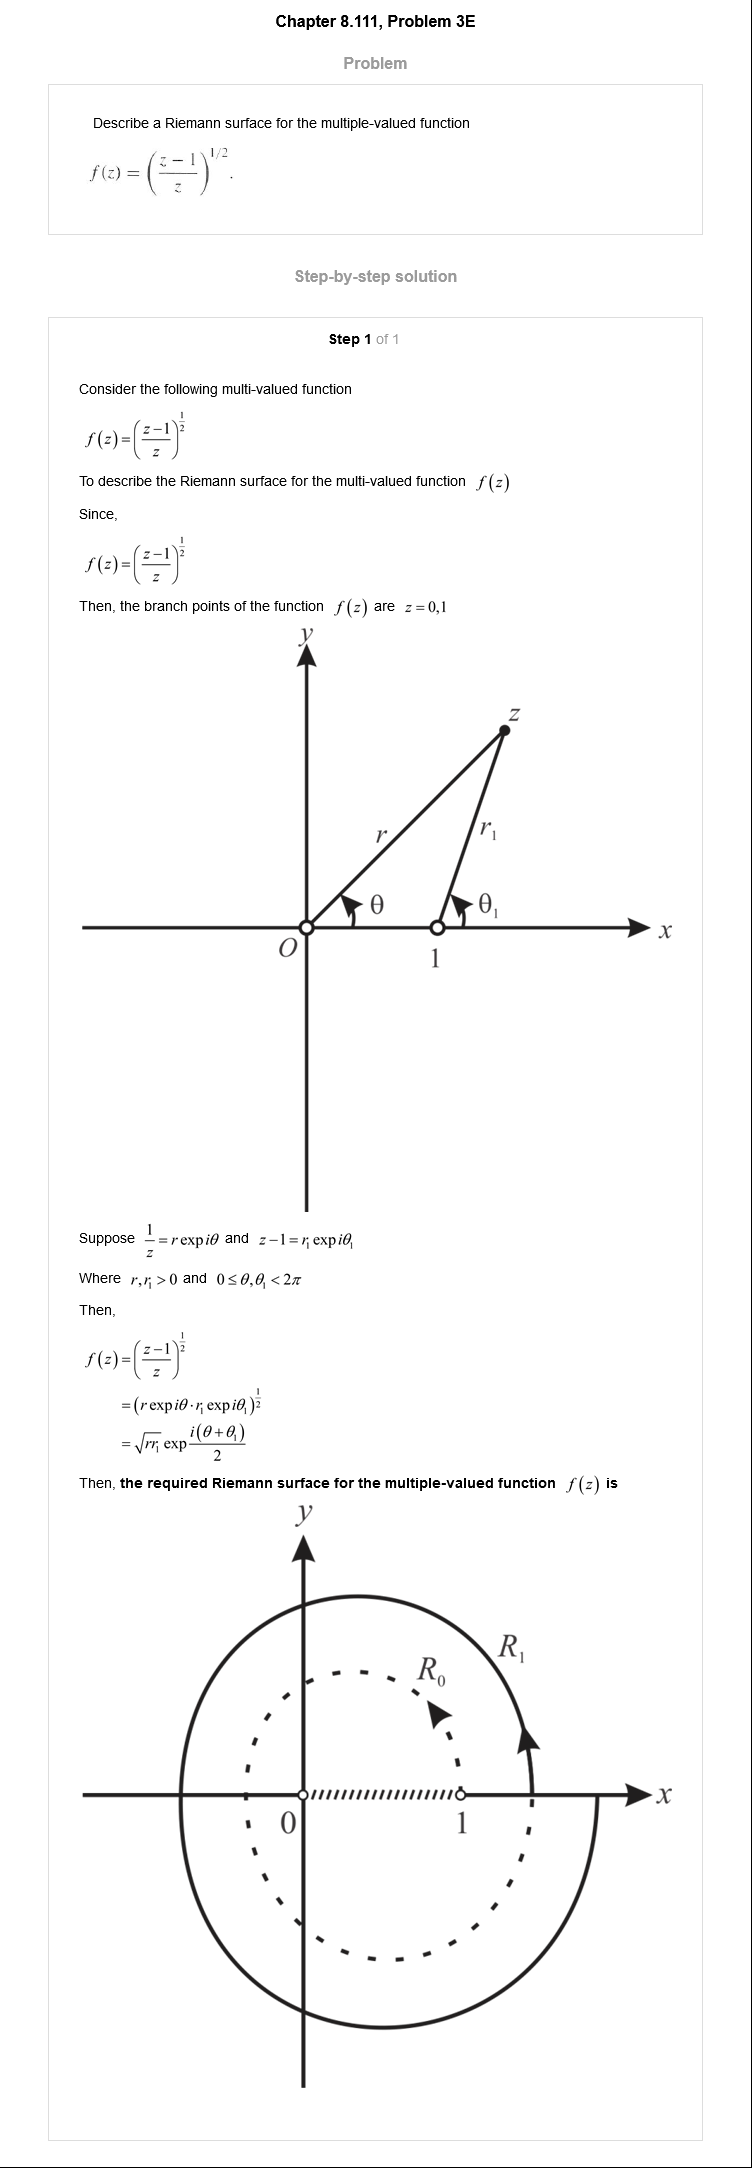 Chapter 8.111, Problem 3E
Problem
Describe a Riemann surface for the multiple-valued function
f(z) = ((z − 1)/z)^{1/2}.
Step-by-step solution
Step 1 of 1
Consider the following multi-valued function
f(z)=((z−1)/z)^{1/2}
To describe the Riemann surface for the multi-valued function f(z)
Since,
f(z)=((z−1)/z)^{1/2}
Then, the branch points of the function f(z) are z=0,1
y
z
r
r₁
θ
θ₁
x
O
1
Suppose 1/z=r exp iθ and z−1=r₁ exp iθ₁
Where r,r₁>0 and 0≤θ,θ₁<2π
Then,
f(z)=((z−1)/z)^{1/2}
=(r exp iθ·r₁ exp iθ₁)^{1/2}
=√rr₁ exp i(θ+θ₁)/2
Then, the required Riemann surface for the multiple-valued function f(z) is
y
R₁
R₀
x
0
1